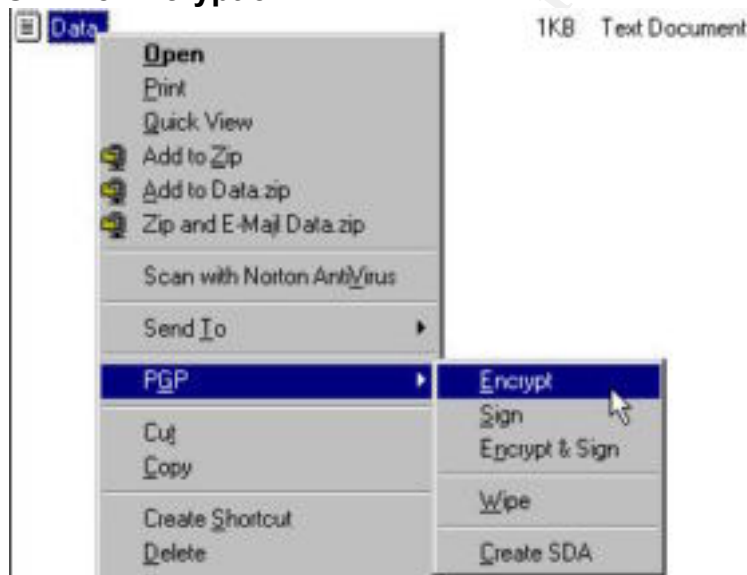 Data 1KB Text Document
Open
Print
Quick View
Add to Zip
Add to Data.zip
Zip and E-Mail Data.zip
Scan with Norton AntiVirus
Send To
PGP
Encrypt
Sign
Encrypt & Sign
Wipe
Create SDA
Cut
Copy
Create Shortcut
Delete